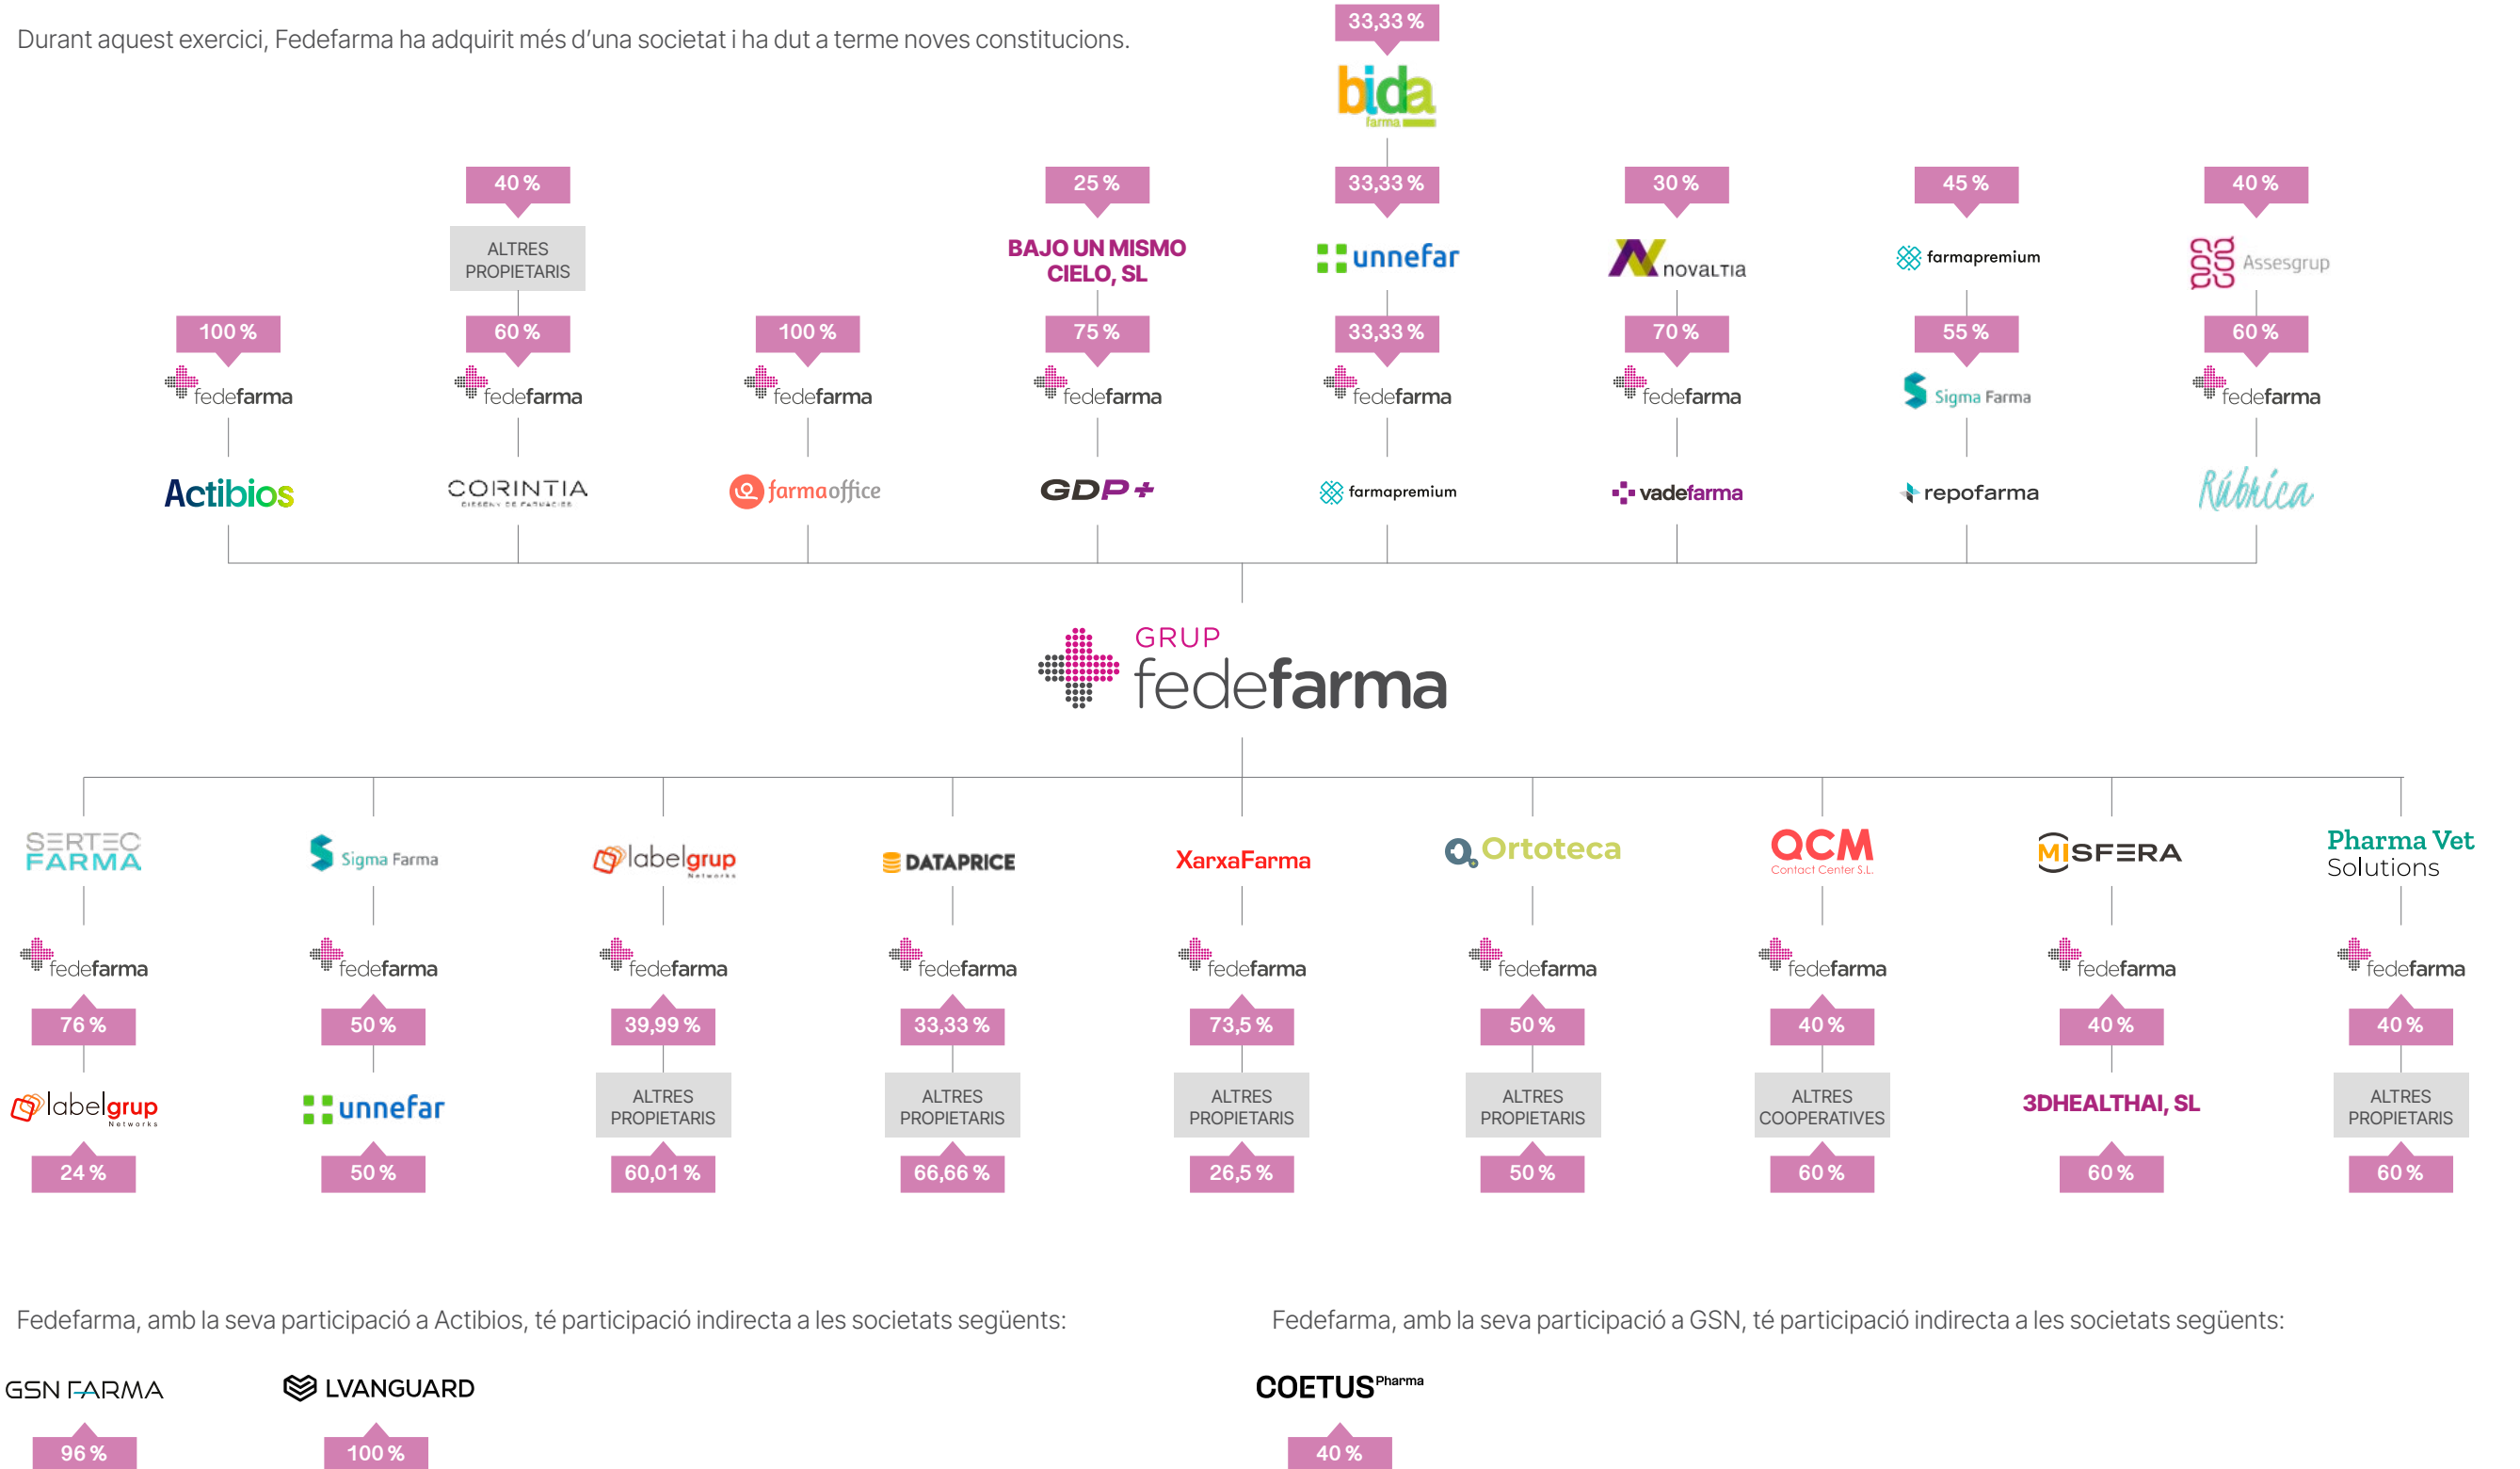 Durant aquest exercici, Fedefarma ha adquirit més d'una societat i ha dut a terme noves constitucions.
33,33 %
bida
farma
40 %
25 %
33,33 %
30 %
45 %
40 %
ALTRES
PROPIETARIS
BAJO UN MISMO
CIELO, SL
unnefar
NOVALTIA
farmapremium
Assesgrup
100 %
60 %
100 %
75 %
33,33 %
70 %
55 %
60 %
fedefarma
fedefarma
fedefarma
fedefarma
fedefarma
fedefarma
Sigma Farma
fedefarma
Actibios
CORINTIA
DISSENY DE FARMÀCIES
farmaoffice
GDP+
farmapremium
vadefarma
repofarma
Rúbrica
GRUP
fedefarma
SERTEC
FARMA
Sigma Farma
labelgrup
Networks
DATAPRICE
XarxaFarma
Ortoteca
QCM
Contact Center S.L.
MISFERA
Pharma Vet
Solutions
fedefarma
fedefarma
fedefarma
fedefarma
fedefarma
fedefarma
fedefarma
fedefarma
fedefarma
76 %
50 %
39,99 %
33,33 %
73,5 %
50 %
40 %
40 %
40 %
labelgrup
Networks
unnefar
ALTRES
PROPIETARIS
ALTRES
PROPIETARIS
ALTRES
PROPIETARIS
ALTRES
PROPIETARIS
ALTRES
COOPERATIVES
3DHEALTHAI, SL
ALTRES
PROPIETARIS
24 %
50 %
60,01 %
66,66 %
26,5 %
50 %
60 %
60 %
60 %
Fedefarma, amb la seva participació a Actibios, té participació indirecta a les societats següents:
GSN FARMA
LVANGUARD
96 %
100 %
Fedefarma, amb la seva participació a GSN, té participació indirecta a les societats següents:
COETUS Pharma
40 %